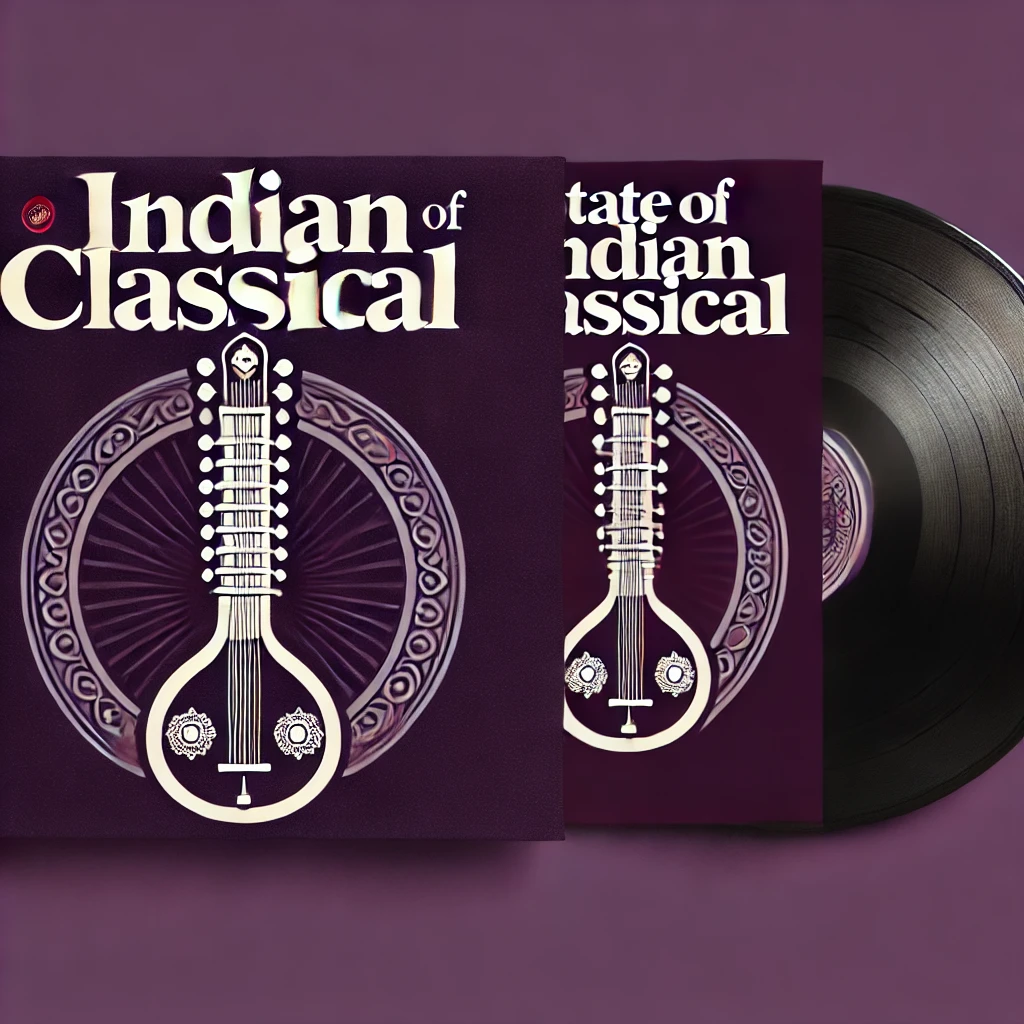 Indian of
Classical
tate of
ndian
assical